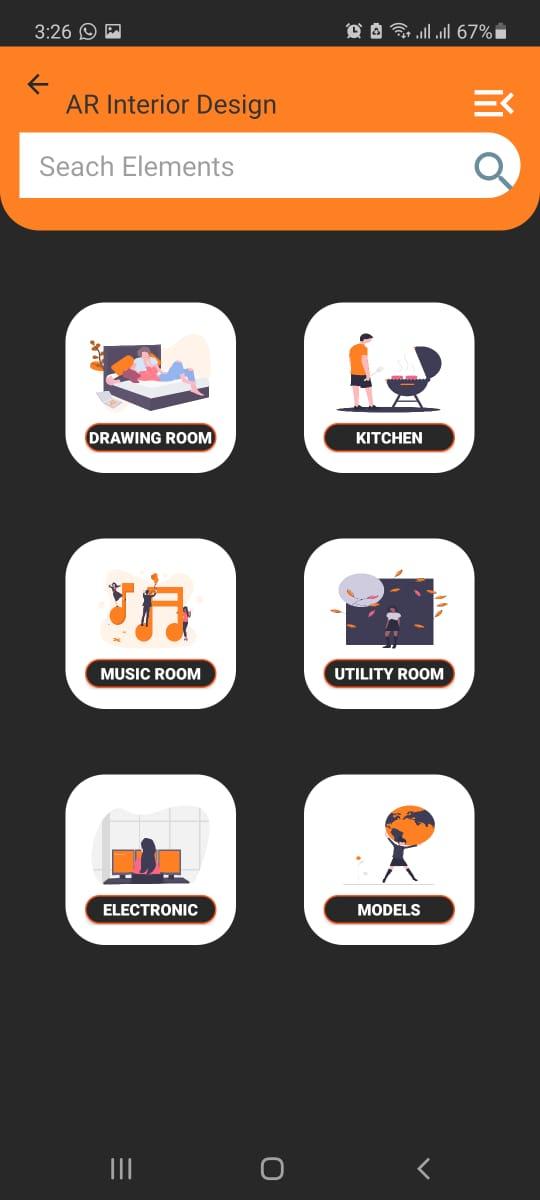 3:26 67%
AR Interior Design
Seach Elements
DRAWING ROOM KITCHEN
MUSIC ROOM UTILITY ROOM
ELECTRONIC MODELS